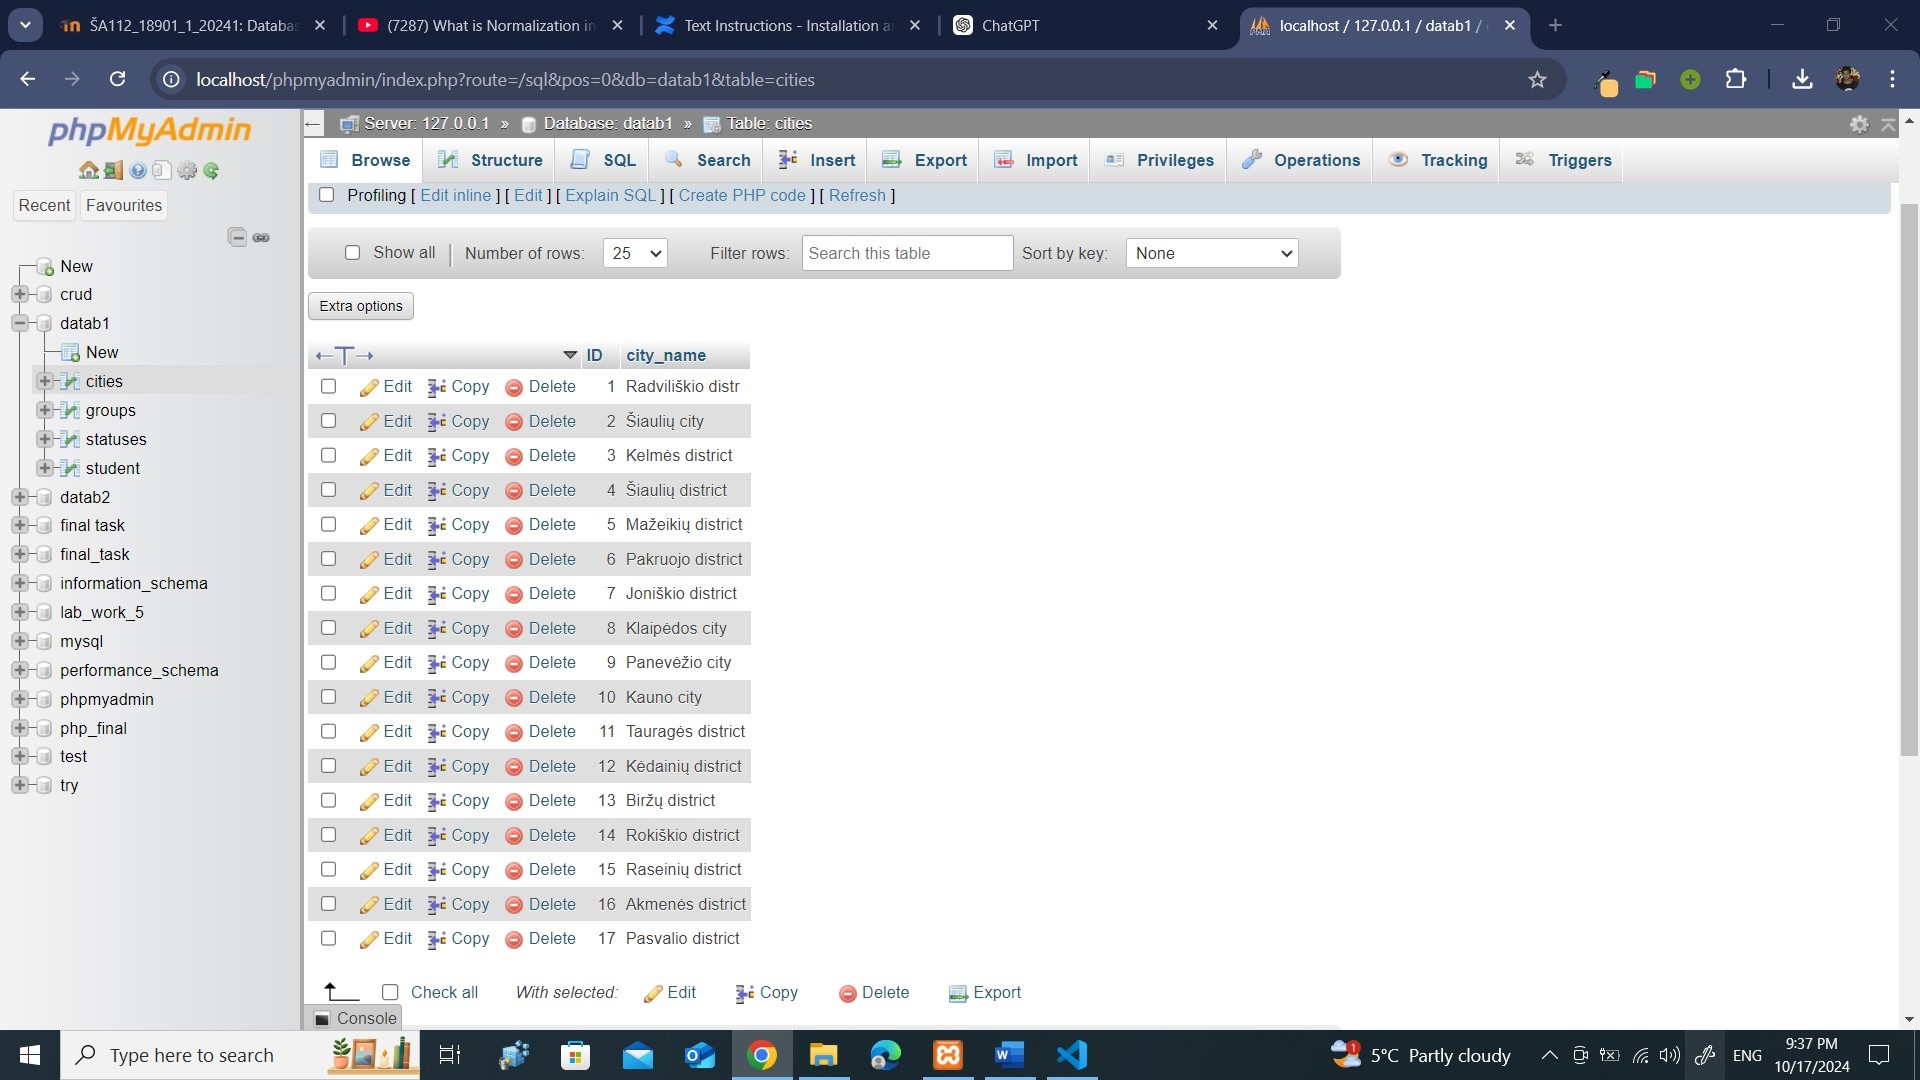 ŠA112_18901_1_20241: Databas
(7287) What is Normalization in
Text Instructions - Installation a
ChatGPT
localhost / 127.0.0.1 / datab1 /
localhost/phpmyadmin/index.php?route=/sql&pos=0&db=datab1&table=cities
phpMyAdmin
Recent Favourites
New
crud
datab1
New
cities
groups
statuses
student
datab2
final task
final_task
information_schema
lab_work_5
mysql
performance_schema
phpmyadmin
php_final
test
try
Server: 127.0.0.1 » Database: datab1 » Table: cities
Browse Structure SQL Search Insert Export Import Privileges Operations Tracking Triggers
Profiling [ Edit inline ] [ Edit ] [ Explain SQL ] [ Create PHP code ] [ Refresh ]
Show all Number of rows: 25 Filter rows: Search this table Sort by key: None
Extra options
←T→ ID city_name
Edit Copy Delete 1 Radviliškio distr
Edit Copy Delete 2 Šiaulių city
Edit Copy Delete 3 Kelmės district
Edit Copy Delete 4 Šiaulių district
Edit Copy Delete 5 Mažeikių district
Edit Copy Delete 6 Pakruojo district
Edit Copy Delete 7 Joniškio district
Edit Copy Delete 8 Klaipėdos city
Edit Copy Delete 9 Panevėžio city
Edit Copy Delete 10 Kauno city
Edit Copy Delete 11 Tauragės district
Edit Copy Delete 12 Kėdainių district
Edit Copy Delete 13 Biržų district
Edit Copy Delete 14 Rokiškio district
Edit Copy Delete 15 Raseinių district
Edit Copy Delete 16 Akmenės district
Edit Copy Delete 17 Pasvalio district
Check all With selected: Edit Copy Delete Export
Console
Type here to search
1
5°C Partly cloudy
ENG
9:37 PM
10/17/2024